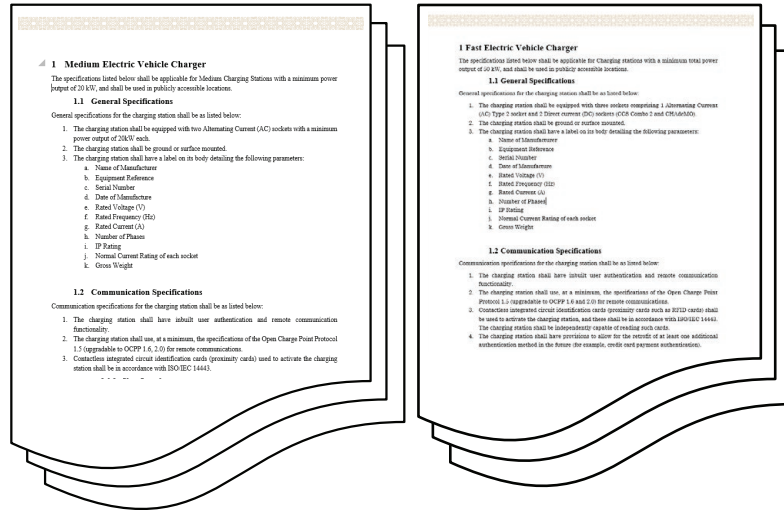 1 Medium Electric Vehicle Charger
The specifications listed below shall be applicable for Medium Charging Stations with a minimum power
output of 20 kW, and shall be used in publicly accessible locations.
1.1 General Specifications
General specifications for the charging station shall be as listed below:
1. The charging station shall be equipped with two Alternating Current (AC) sockets with a minimum
power output of 20kW each.
2. The charging station shall be ground or surface mounted.
3. The charging station shall have a label on its body detailing the following parameters:
a. Name of Manufacturer
b. Equipment Reference
c. Serial Number
d. Date of Manufacture
e. Rated Voltage (V)
f. Rated Frequency (Hz)
g. Rated Current (A)
h. Number of Phases
i. IP Rating
j. Normal Current Rating of each socket
k. Gross Weight
1.2 Communication Specifications
Communication specifications for the charging station shall be as listed below:
1. The charging station shall have inbuilt user authentication and remote communication
functionality.
2. The charging station shall use, at a minimum, the specifications of the Open Charge Point Protocol
1.5 (upgradable to OCPP 1.6, 2.0) for remote communications.
3. Contactless integrated circuit identification cards (proximity cards) used to activate the charging
station shall be in accordance with ISO/IEC 14443.
1 Fast Electric Vehicle Charger
The specifications listed below shall be applicable for Charging stations with a minimum total power
output of 50 kW, and shall be used in publicly accessible locations.
1.1 General Specifications
General specifications for the charging station shall be as listed below:
1. The charging station shall be equipped with three sockets comprising 1 Alternating Current
(AC) Type 2 socket and 2 Direct current (DC) sockets (CCS Combo 2 and CHAdeMO).
2. The charging station shall be ground or surface mounted.
3. The charging station shall have a label on its body detailing the following parameters:
a. Name of Manufacturer
b. Equipment Reference
c. Serial Number
d. Date of Manufacture
e. Rated Voltage (V)
f. Rated Frequency (Hz)
g. Rated Current (A)
h. Number of Phases
i. IP Rating
j. Normal Current Rating of each socket
k. Gross Weight
1.2 Communication Specifications
Communication specifications for the charging station shall be as listed below:
1. The charging station shall have inbuilt user authentication and remote communication
functionality.
2. The charging station shall use, at a minimum, the specifications of the Open Charge Point
Protocol 1.5 (upgradable to OCPP 1.6 and 2.0) for remote communications.
3. Contactless integrated circuit identification cards (proximity cards such as RFID cards) shall
be used to activate the charging station, and these shall be in accordance with ISO/IEC 14443.
The charging station shall be independently capable of reading such cards.
4. The charging station shall have provisions to allow for the retrofit of at least one additional
authentication method in the future (for example, credit card payment authentication).